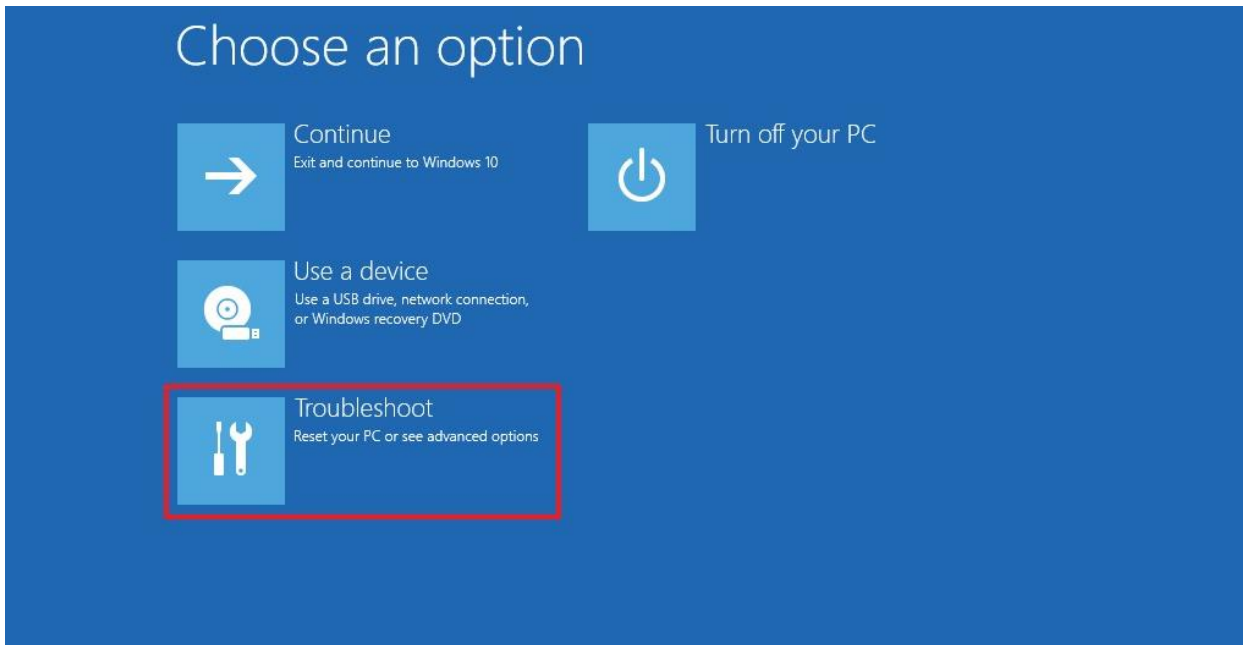 Choose an option
Continue
Exit and continue to Windows 10
Turn off your PC
Use a device
Use a USB drive, network connection,
or Windows recovery DVD
Troubleshoot
Reset your PC or see advanced options